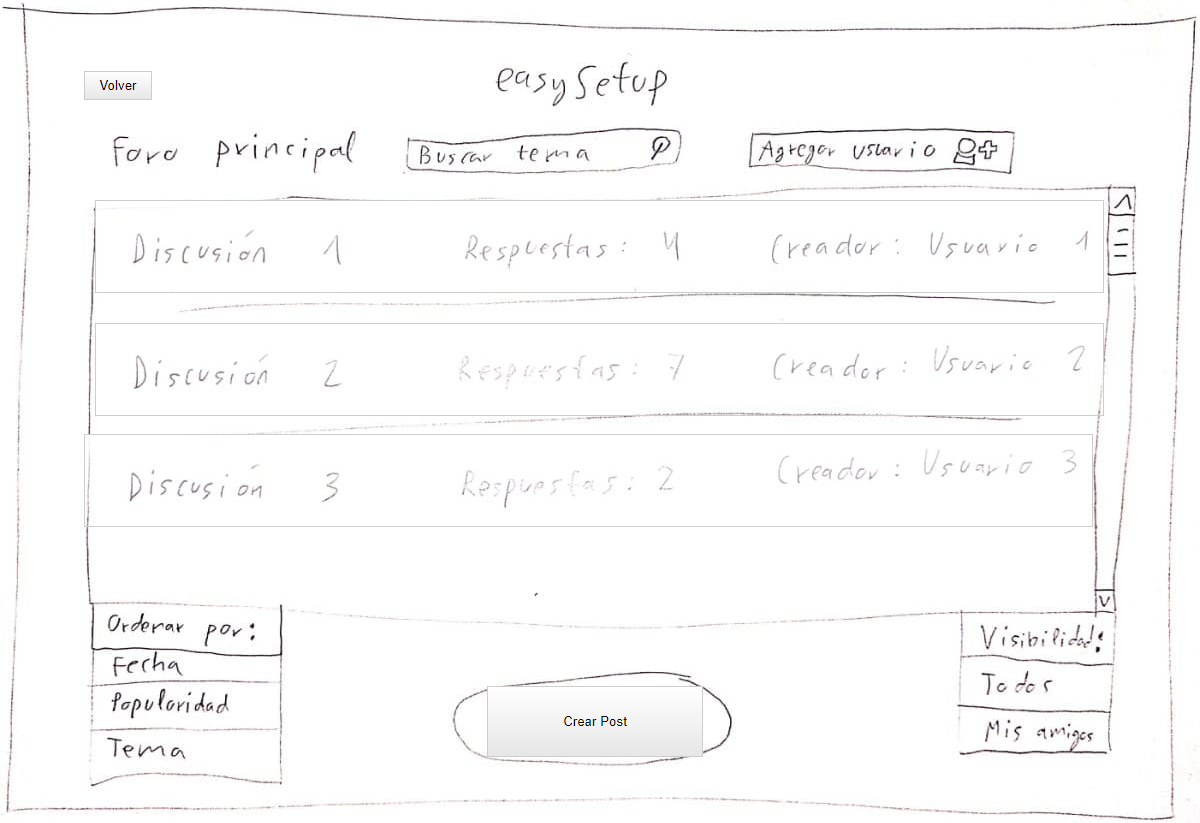 Volver
easySetup
Foro principal
Buscar tema
Agregar usuario
Discusión 1 Respuestas: 4 Creador: Usuario 1
Discusión 2 Respuestas: 7 Creador: Usuario 2
Discusión 3 Respuestas: 2 Creador: Usuario 3
Ordenar por:
Fecha
Popularidad
Tema
Crear Post
Visibilidad:
Todos
Mis amigos